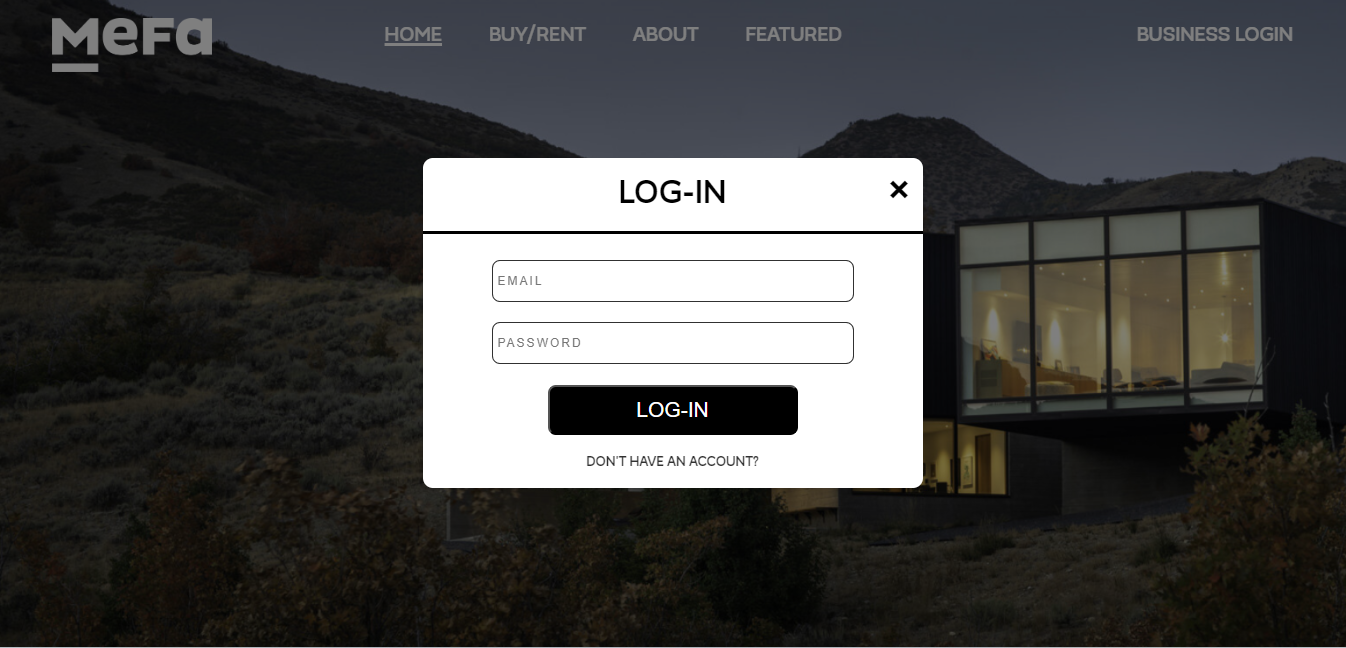 MeFa
HOME BUY/RENT ABOUT FEATURED BUSINESS LOGIN
LOG-IN ×
EMAIL
PASSWORD
LOG-IN
DON'T HAVE AN ACCOUNT?